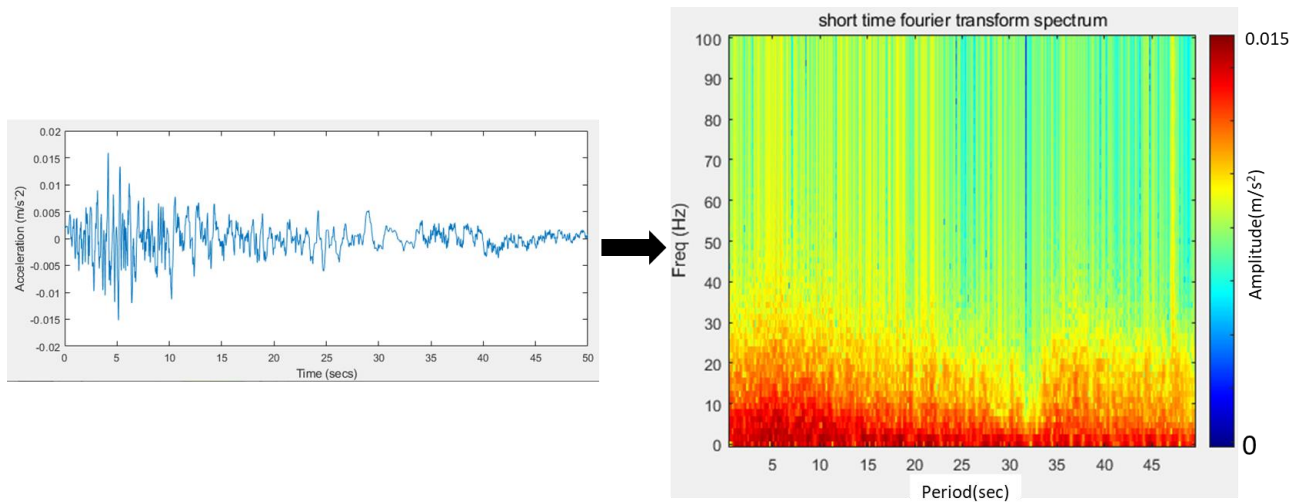 short time fourier transform spectrum
0.02
0.015
0.01
0.005
0
-0.005
-0.01
-0.015
-0.02
Acceleration (m/s^2)
0 5 10 15 20 25 30 35 40 45 50
Time (secs)
100
90
80
70
60
50
40
30
20
10
0
Freq (Hz)
5 10 15 20 25 30 35 40 45
Period(sec)
0.015
Amplitude(m/s²)
0